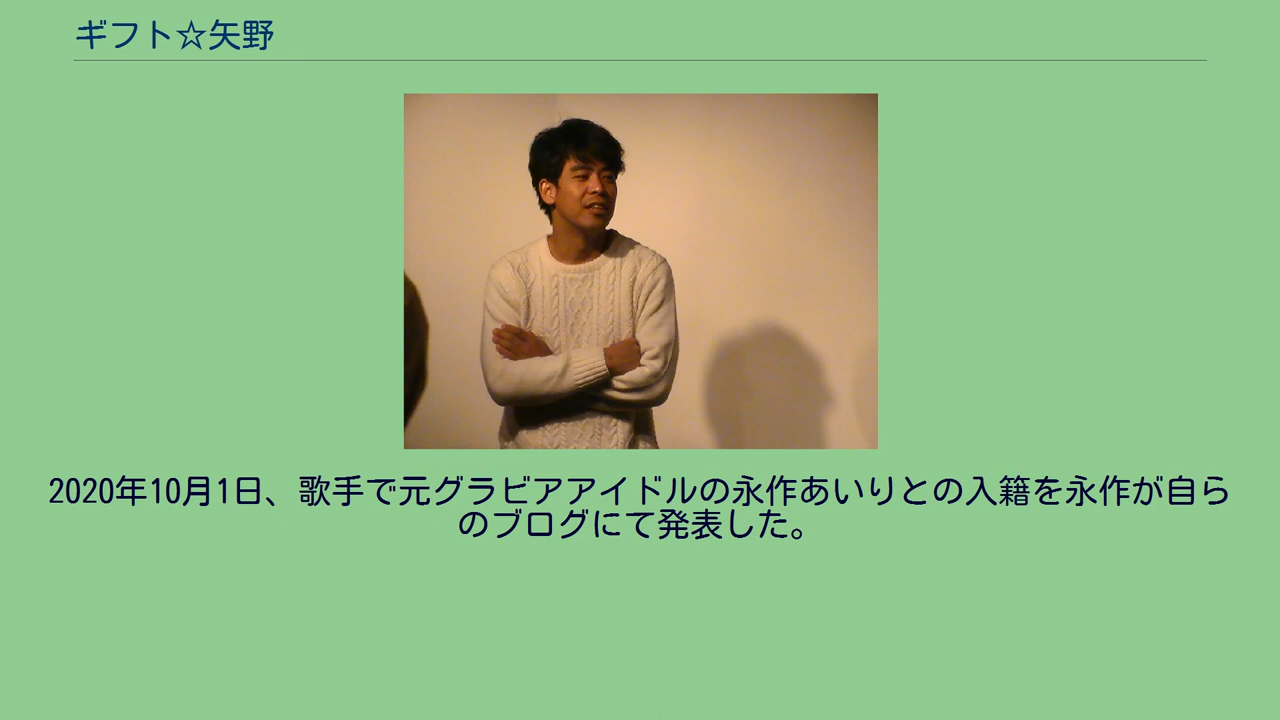 ギフト☆矢野
2020年10月1日、歌手で元グラビアアイドルの永作あいりとの入籍を永作が自ら
のブログにて発表した。